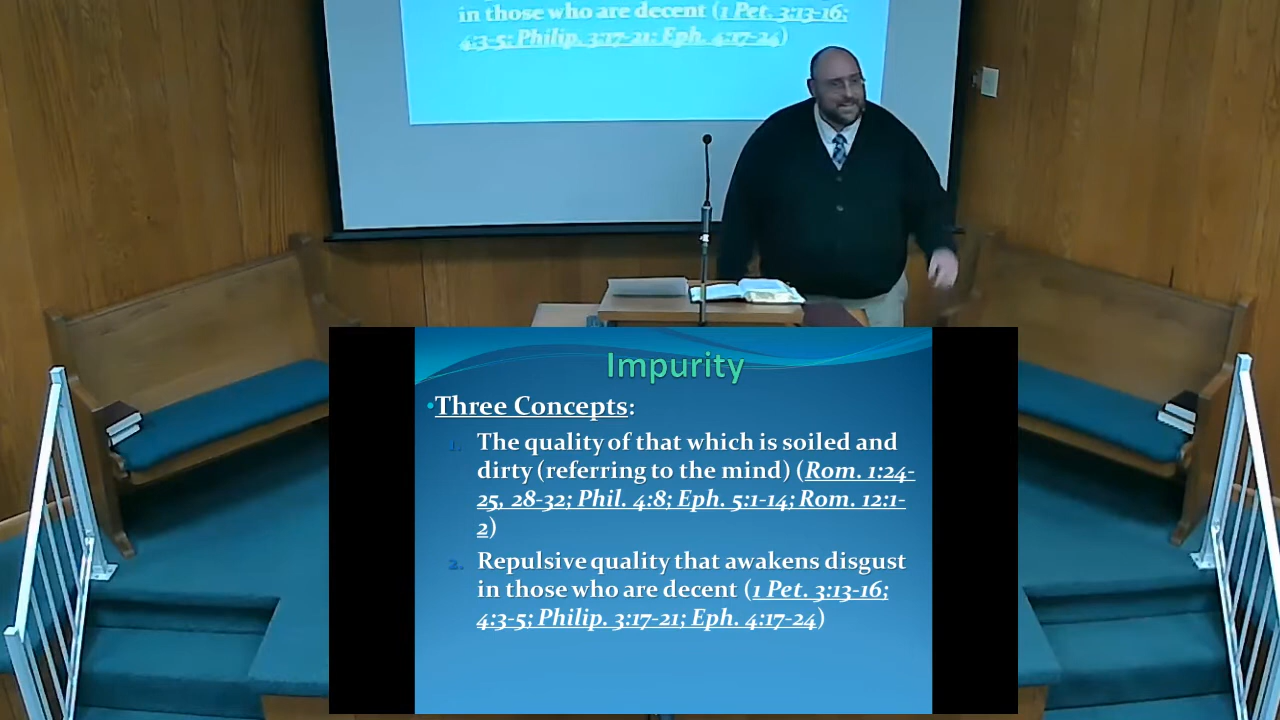 in those who are decent (1 Pet. 3:13-16;
4:3-5; Philip. 3:17-21; Eph. 4:17-24)
Impurity
•Three Concepts:
1. The quality of that which is soiled and
dirty (referring to the mind) (Rom. 1:24-
25, 28-32; Phil. 4:8; Eph. 5:1-14; Rom. 12:1-
2)
2. Repulsive quality that awakens disgust
in those who are decent (1 Pet. 3:13-16;
4:3-5; Philip. 3:17-21; Eph. 4:17-24)